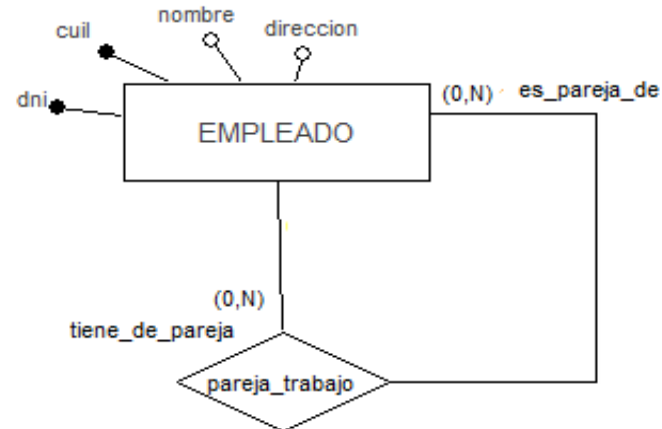 nombre
direccion
cuil
dni
EMPLEADO
(0,N) es_pareja_de
(0,N)
tiene_de_pareja
pareja_trabajo